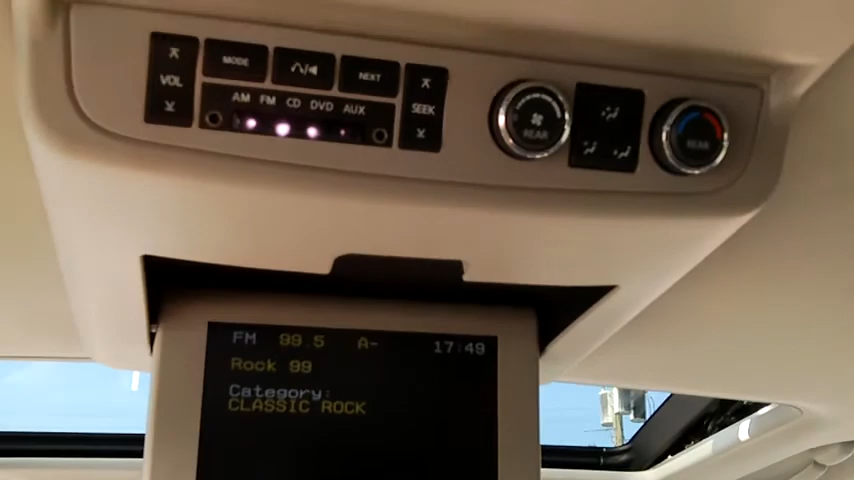 MODE
VOL
NEXT
SEEK
AM FM CD DVD AUX
REAR
REAR
FM 99.5 A- 17:49
Rock 99
Category:
CLASSIC ROCK